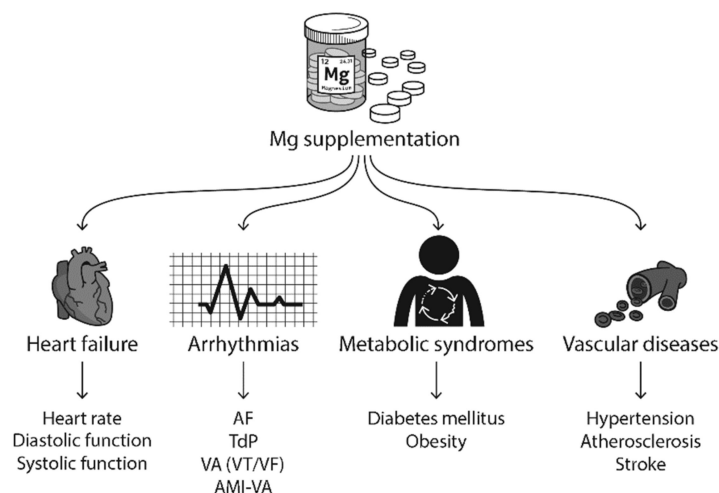 12 24.31
Mg
Magnesium
Mg supplementation
Heart failure
Arrhythmias
Metabolic syndromes
Vascular diseases
Heart rate
Diastolic function
Systolic function
AF
TdP
VA (VT/VF)
AMI-VA
Diabetes mellitus
Obesity
Hypertension
Atherosclerosis
Stroke